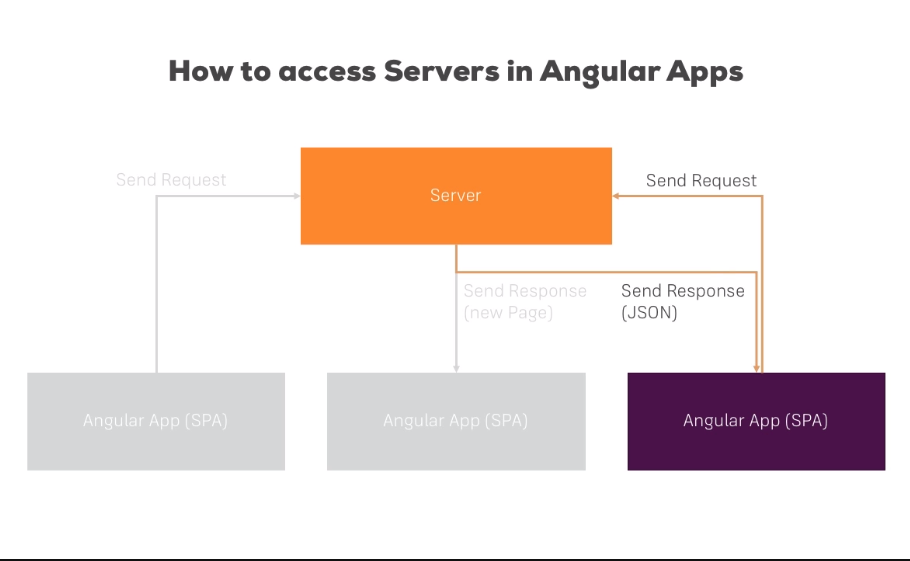 How to access Servers in Angular Apps
Send Request
Server
Send Request
Send Response
(new Page)
Send Response
(JSON)
Angular App (SPA)
Angular App (SPA)
Angular App (SPA)